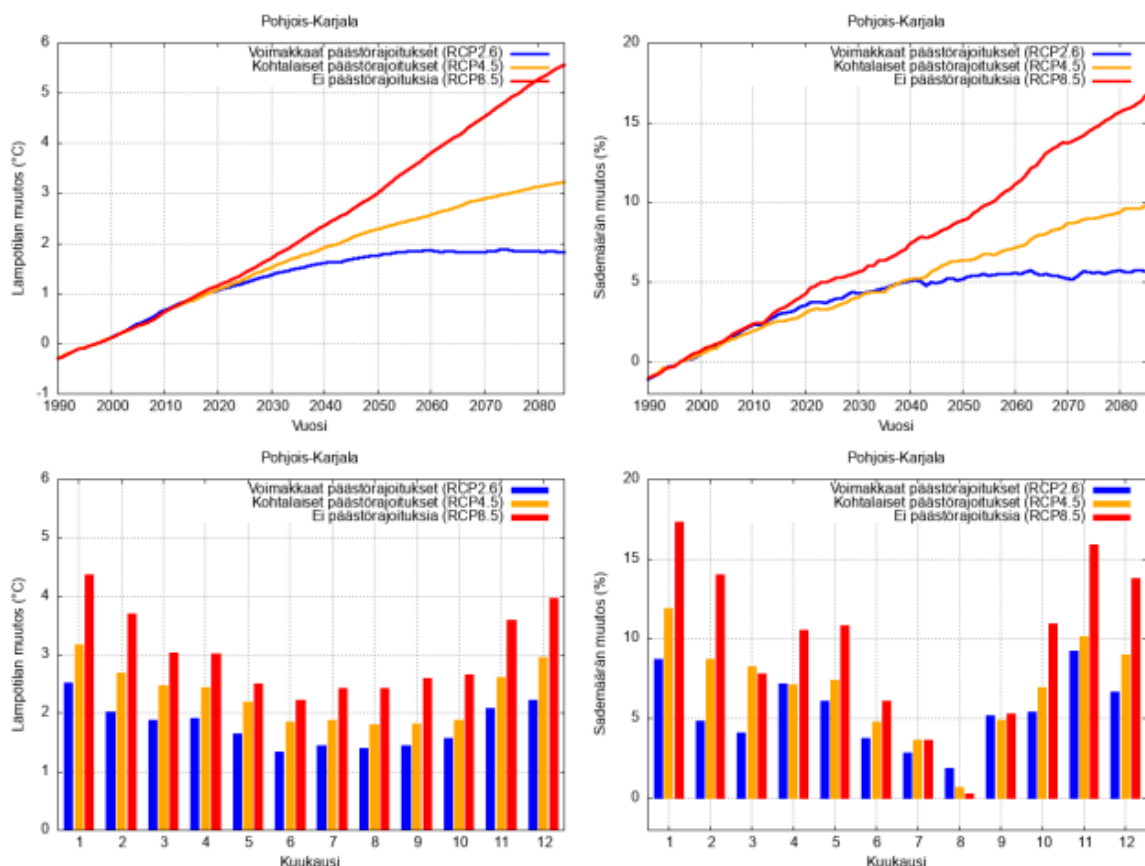 Pohjois-Karjala
Voimakkaat päästörajoitukset (RCP2.6)
Kohtalaiset päästörajoitukset (RCP4.5)
Ei päästörajoituksia (RCP8.5)
Lämpötilan muutos (°C)
6
5
4
3
2
1
0
-1
1990 2000 2010 2020 2030 2040 2050 2060 2070 2080
Vuosi
Pohjois-Karjala
Voimakkaat päästörajoitukset (RCP2.6)
Kohtalaiset päästörajoitukset (RCP4.5)
Ei päästörajoituksia (RCP8.5)
Sademäärän muutos (%)
20
15
10
5
0
1990 2000 2010 2020 2030 2040 2050 2060 2070 2080
Vuosi
Pohjois-Karjala
Voimakkaat päästörajoitukset (RCP2.6)
Kohtalaiset päästörajoitukset (RCP4.5)
Ei päästörajoituksia (RCP8.5)
Lämpötilan muutos (°C)
6
5
4
3
2
1
0
1 2 3 4 5 6 7 8 9 10 11 12
Kuukausi
Pohjois-Karjala
Voimakkaat päästörajoitukset (RCP2.6)
Kohtalaiset päästörajoitukset (RCP4.5)
Ei päästörajoituksia (RCP8.5)
Sademäärän muutos (%)
20
15
10
5
0
1 2 3 4 5 6 7 8 9 10 11 12
Kuukausi